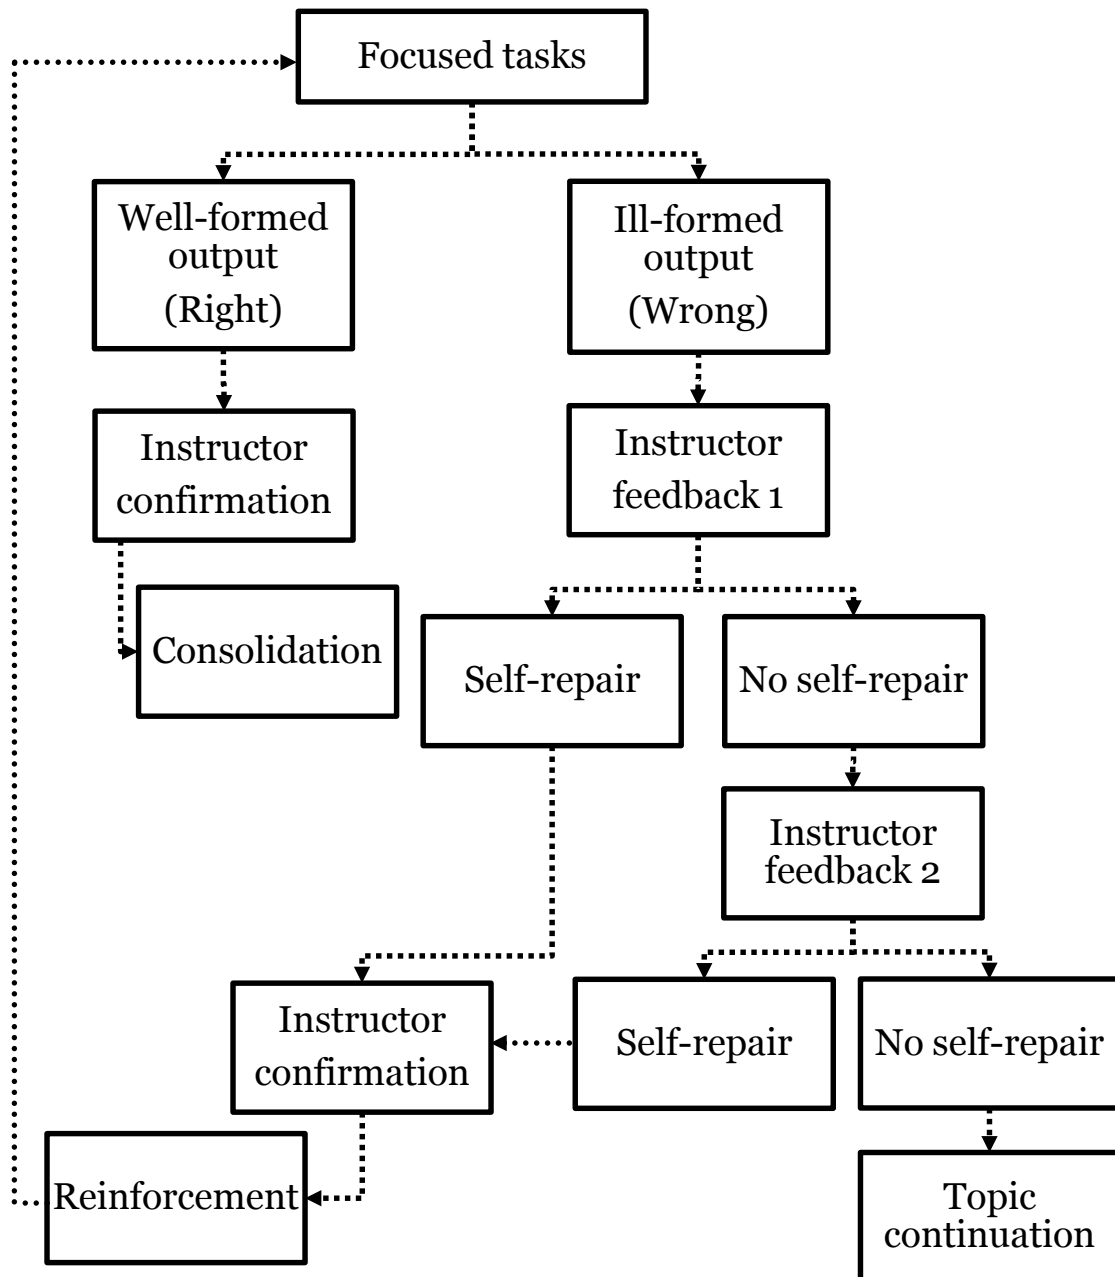 Focused tasks
Well-formed
output
(Right)
Ill-formed
output
(Wrong)
Instructor
confirmation
Instructor
feedback 1
Consolidation
Self-repair
No self-repair
Instructor
feedback 2
Instructor
confirmation
Self-repair
No self-repair
Reinforcement
Topic
continuation